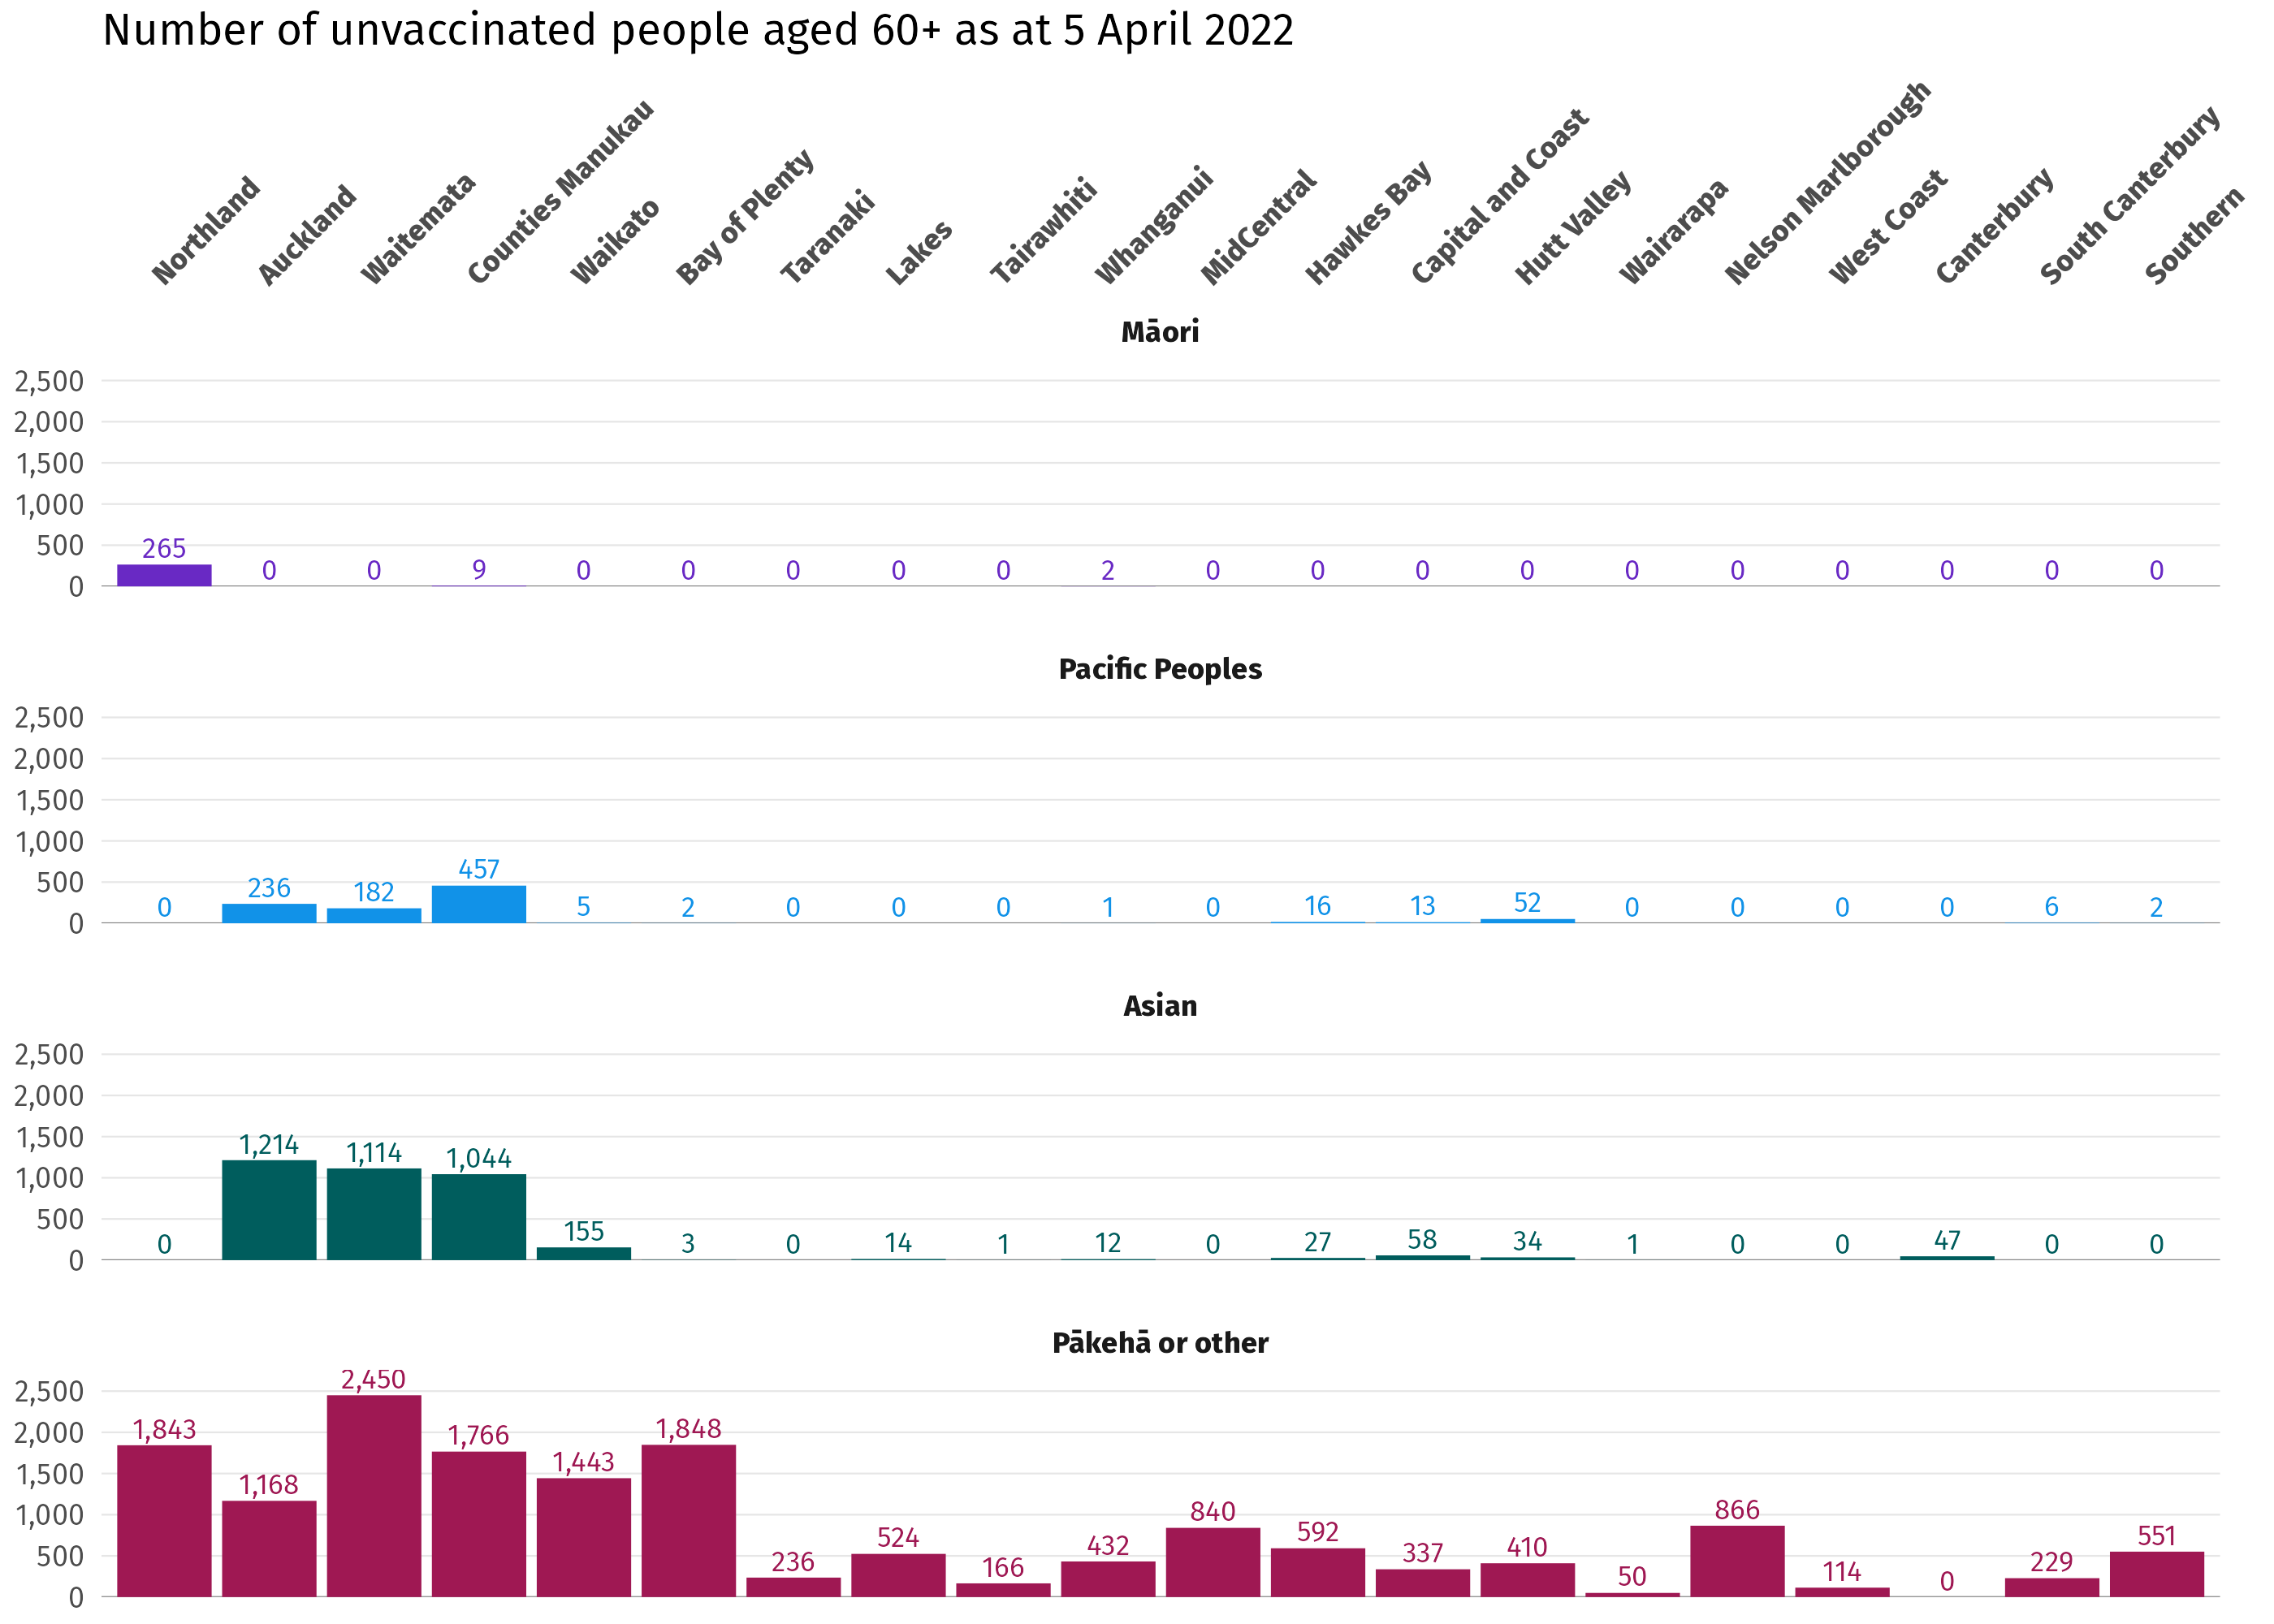 Number of unvaccinated people aged 60+ as at 5 April 2022
Northland
Auckland
Waitemata
Counties Manukau
Waikato
Bay of Plenty
Taranaki
Lakes
Tairawhiti
Whanganui
MidCentral
Hawkes Bay
Capital and Coast
Hutt Valley
Wairarapa
Nelson Marlborough
West Coast
Canterbury
South Canterbury
Southern
Māori
2,500
2,000
1,500
1,000
500
0
265 0 0 9 0 0 0 0 0 2 0 0 0 0 0 0 0 0 0 0
Pacific Peoples
2,500
2,000
1,500
1,000
500
0
0 236 182 457 5 2 0 0 0 1 0 16 13 52 0 0 0 0 6 2
Asian
2,500
2,000
1,500
1,000
500
0
0 1,214 1,114 1,044 155 3 0 14 1 12 0 27 58 34 1 0 0 47 0 0
Pākehā or other
2,500
2,000
1,500
1,000
500
0
1,843 1,168 2,450 1,766 1,443 1,848 236 524 166 432 840 592 337 410 50 866 114 0 229 551